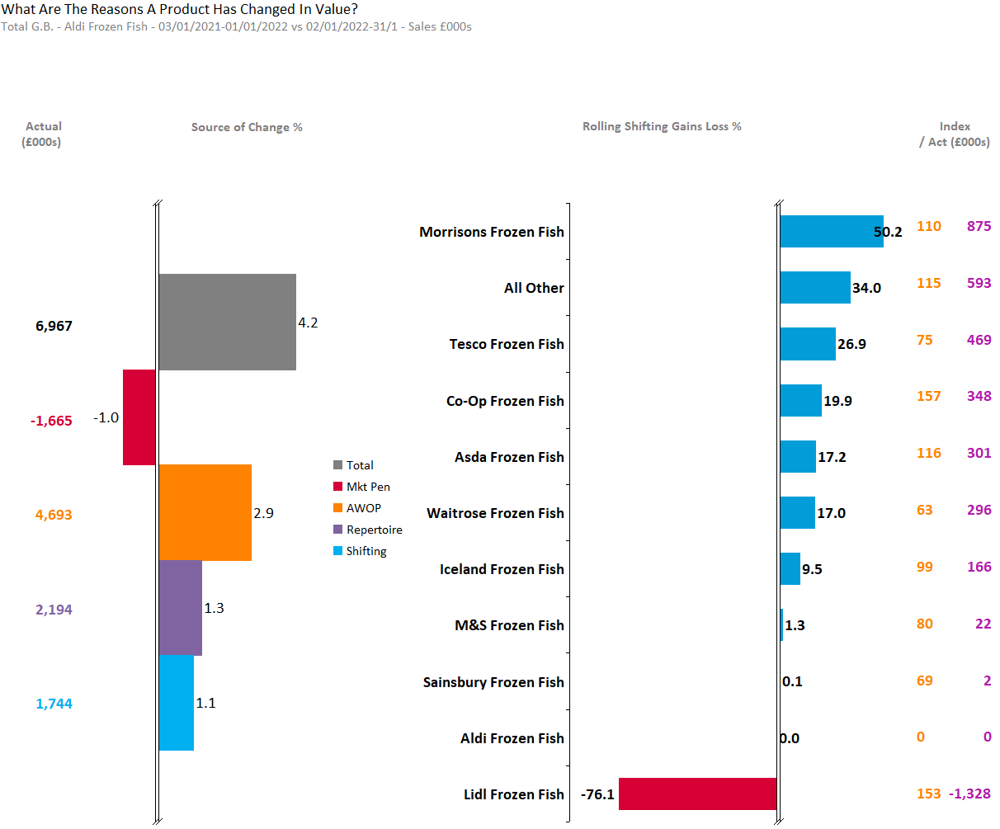 What Are The Reasons A Product Has Changed In Value?
Total G.B. - Aldi Frozen Fish - 03/01/2021-01/01/2022 vs 02/01/2022-31/1 - Sales £000s
Actual
(£000s)
Source of Change %
6,967
4.2
-1,665
-1.0
4,693
2.9
2,194
1.3
1,744
1.1
Total
Mkt Pen
AWOP
Repertoire
Shifting
Rolling Shifting Gains Loss %
Index
/ Act (£000s)
Morrisons Frozen Fish 50.2 110 875
All Other 34.0 115 593
Tesco Frozen Fish 26.9 75 469
Co-Op Frozen Fish 19.9 157 348
Asda Frozen Fish 17.2 116 301
Waitrose Frozen Fish 17.0 63 296
Iceland Frozen Fish 9.5 99 166
M&S Frozen Fish 1.3 80 22
Sainsbury Frozen Fish 0.1 69 2
Aldi Frozen Fish 0.0 0 0
Lidl Frozen Fish -76.1 153 -1,328